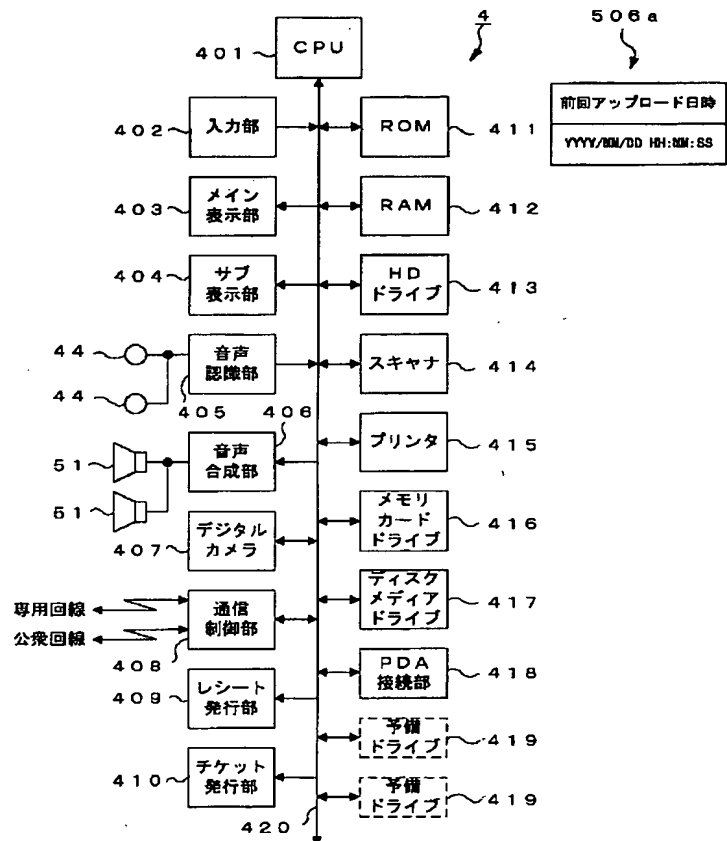 4
506a
401
CPU
前回アップロード日時
YYYY/MM/DD HH:MM:SS
402
入力部
ROM
411
403
メイン
表示部
RAM
412
404
サブ
表示部
HD
ドライブ
413
44
44
音声
認識部
405
スキャナ
414
406
51
51
音声
合成部
プリンタ
415
407
デジタル
カメラ
メモリ
カード
ドライブ
416
専用回線
公衆回線
通信
制御部
408
ディスク
メディア
ドライブ
417
409
レシート
発行部
PDA
接続部
418
410
チケット
発行部
予備
ドライブ
419
予備
ドライブ
419
420